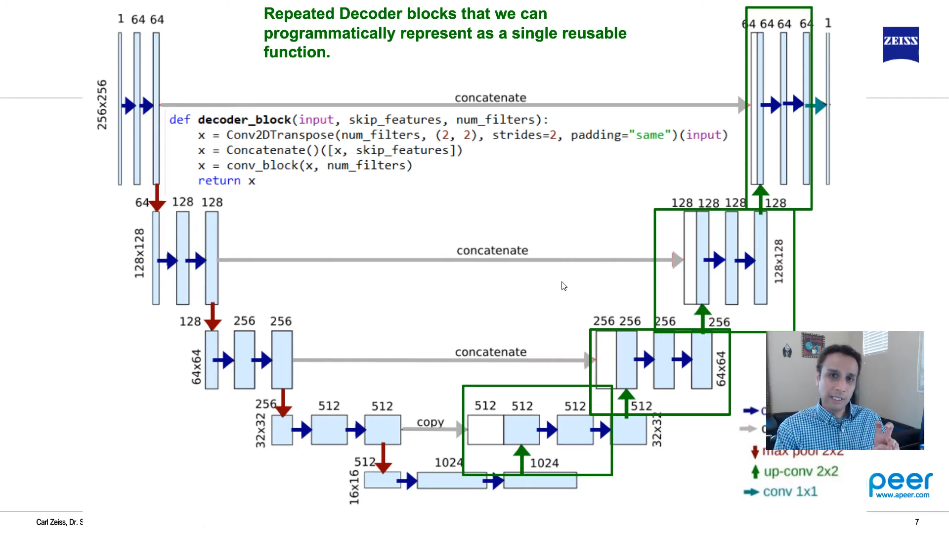 Repeated Decoder blocks that we can
programmatically represent as a single reusable
function.
ZEISS
1 64 64
64 64 64 64 1
256x256
concatenate
def decoder_block(input, skip_features, num_filters):
x = Conv2DTranspose(num_filters, (2, 2), strides=2, padding="same")(input)
x = Concatenate()([x, skip_features])
x = conv_block(x, num_filters)
return x
64 128 128
128 128 128 128
128x128
concatenate
128x128
128 256 256
256 256 256 256
64x64
concatenate
64x64
256 512 512
512 512 512 512
32x32
copy
32x32
512 1024 1024
16x16
max pool 2x2
up-conv 2x2
conv 1x1
peer
www.apeer.com
Carl Zeiss, Dr. S
7